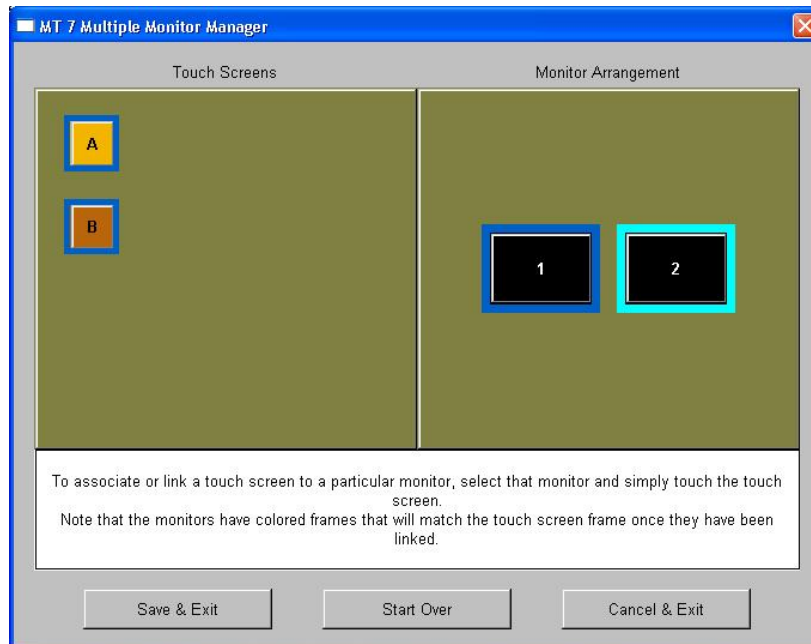 MT 7 Multiple Monitor Manager
Touch Screens
Monitor Arrangement
A
B
1
2
To associate or link a touch screen to a particular monitor, select that monitor and simply touch the touch
screen.
Note that the monitors have colored frames that will match the touch screen frame once they have been
linked.
Save & Exit
Start Over
Cancel & Exit